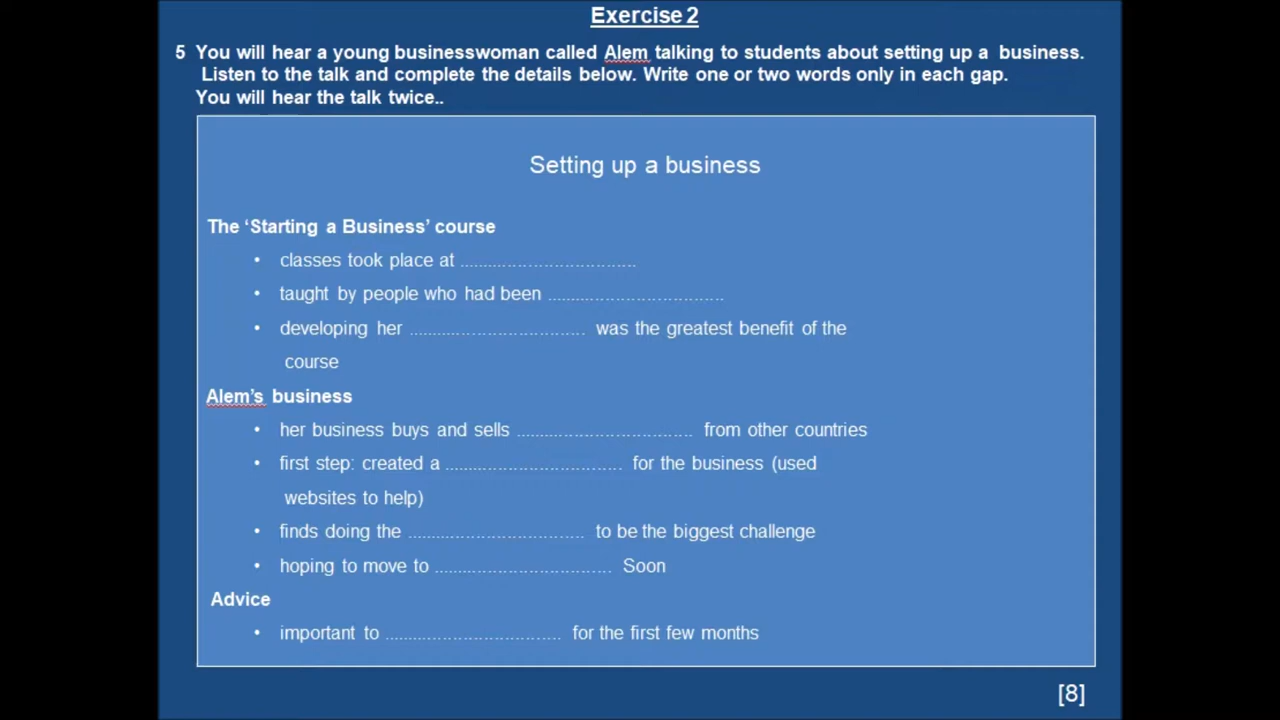 Exercise 2
5 You will hear a young businesswoman called Alem talking to students about setting up a business.
Listen to the talk and complete the details below. Write one or two words only in each gap.
You will hear the talk twice..
Setting up a business
The ‘Starting a Business’ course
• classes took place at ...................................
• taught by people who had been ...................................
• developing her ................................... was the greatest benefit of the
course
Alem’s business
• her business buys and sells ................................... from other countries
• first step: created a ................................... for the business (used
websites to help)
• finds doing the ................................... to be the biggest challenge
• hoping to move to ................................... Soon
Advice
• important to ................................... for the first few months
[8]